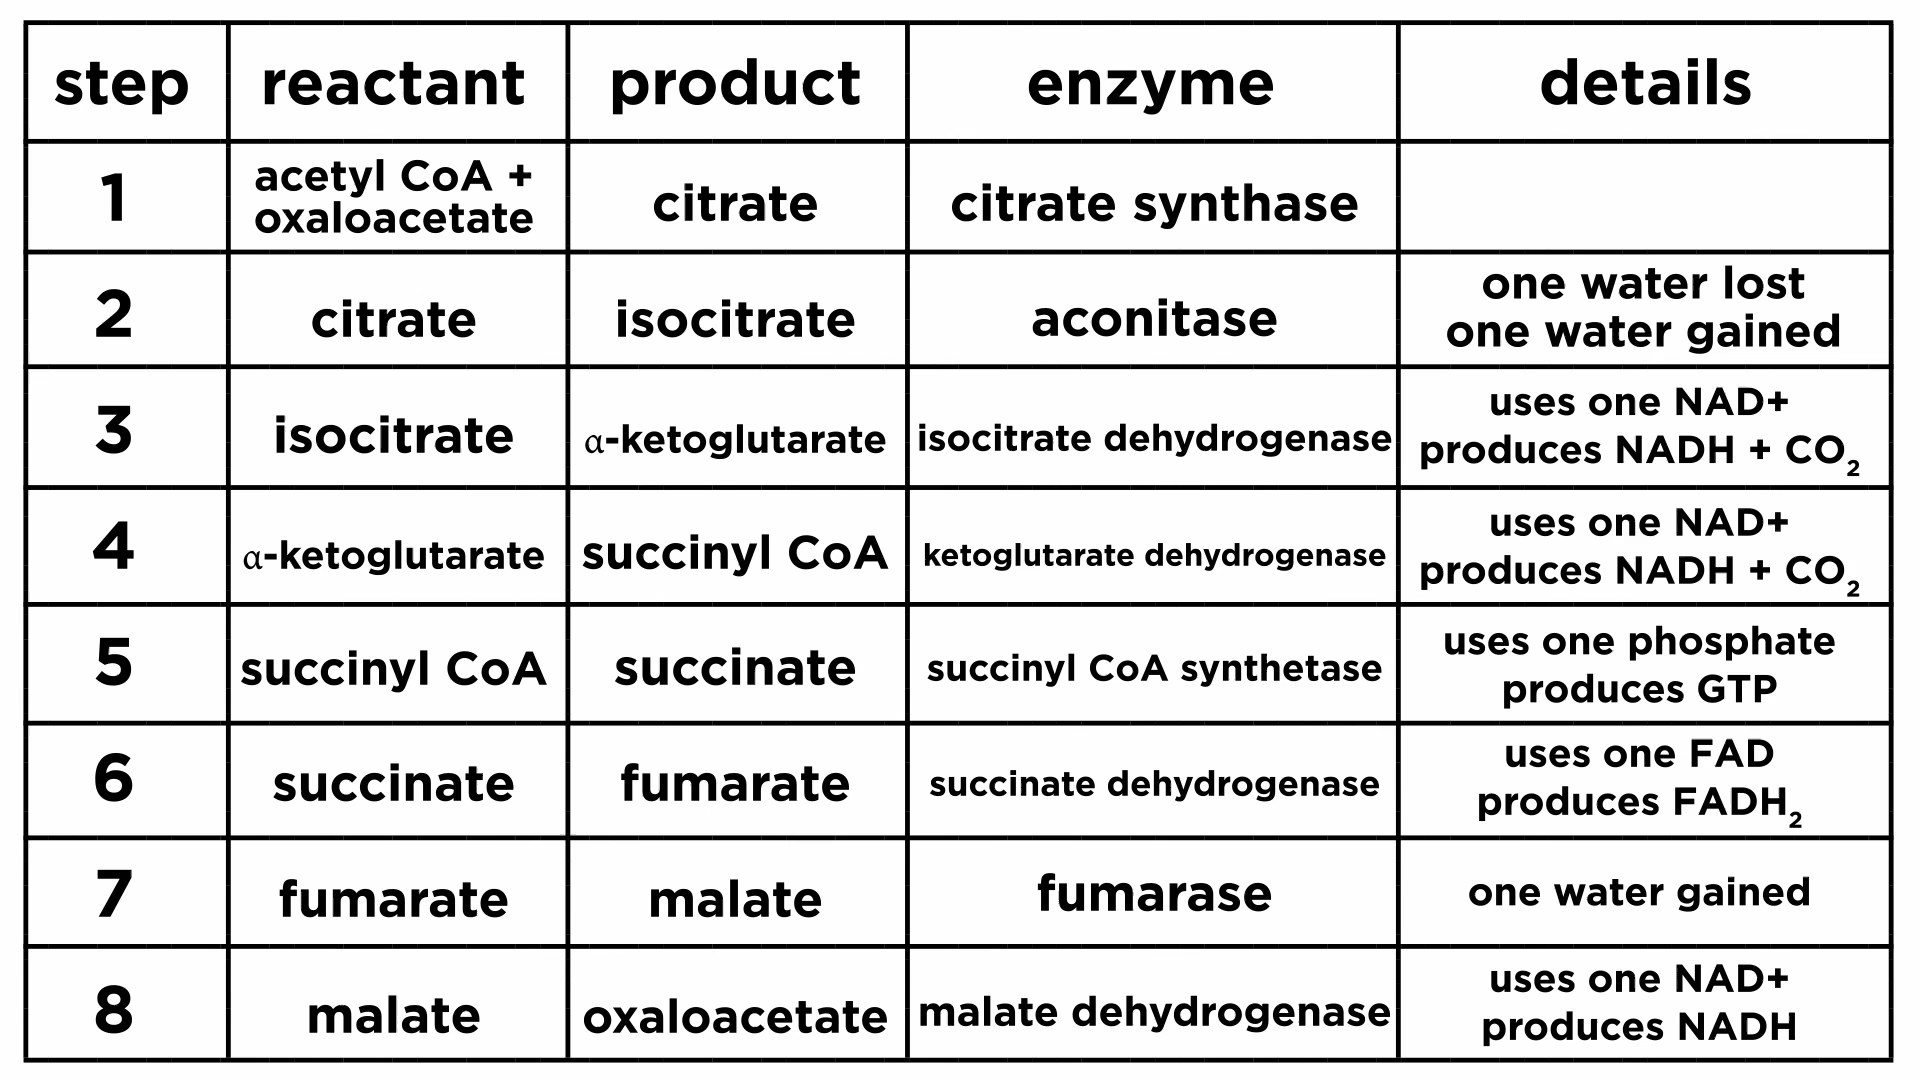 step reactant product enzyme details
1 acetyl CoA + oxaloacetate citrate citrate synthase
2 citrate isocitrate aconitase one water lost one water gained
3 isocitrate α-ketoglutarate isocitrate dehydrogenase uses one NAD+ produces NADH + CO₂
4 α-ketoglutarate succinyl CoA ketoglutarate dehydrogenase uses one NAD+ produces NADH + CO₂
5 succinyl CoA succinate succinyl CoA synthetase uses one phosphate produces GTP
6 succinate fumarate succinate dehydrogenase uses one FAD produces FADH₂
7 fumarate malate fumarase one water gained
8 malate oxaloacetate malate dehydrogenase uses one NAD+ produces NADH